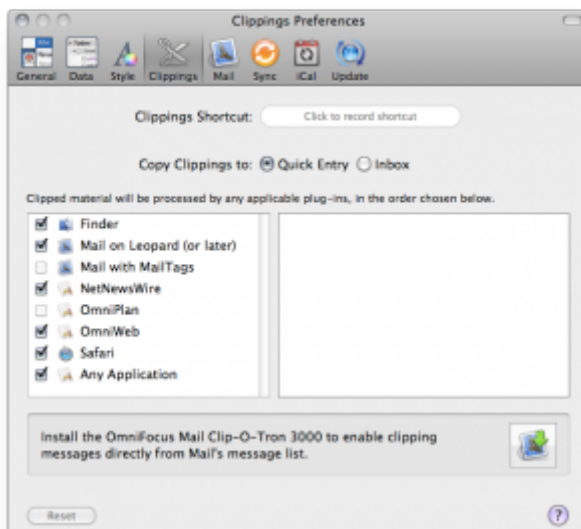 Clippings Preferences
General Data Style Clippings Mail Sync iCal Update
Clippings Shortcut: Click to record shortcut
Copy Clippings to: Quick Entry Inbox
Clipped material will be processed by any applicable plug-ins, in the order chosen below.
Finder
Mail on Leopard (or later)
Mail with MailTags
NetNewsWire
OmniPlan
OmniWeb
Safari
Any Application
Install the OmniFocus Mail Clip-O-Tron 3000 to enable clipping
messages directly from Mail's message list.
Reset ?